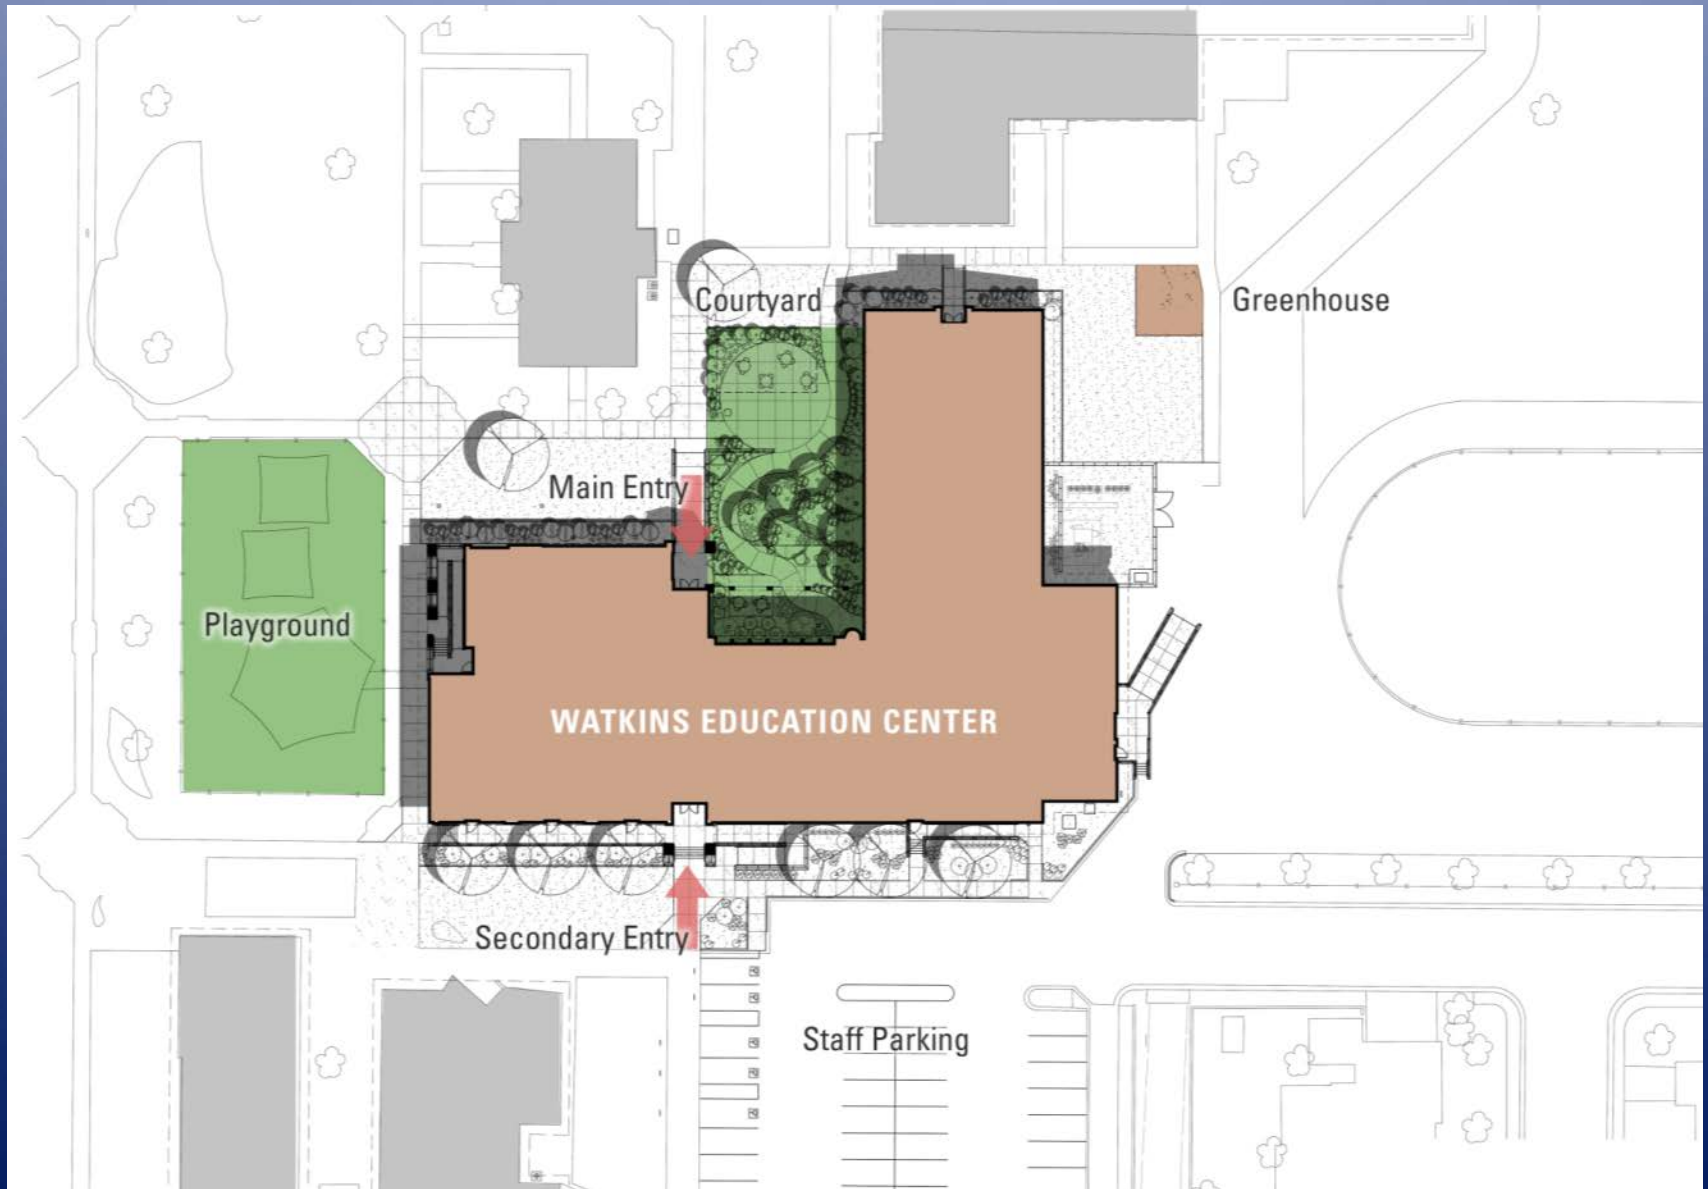 Courtyard
Greenhouse
Main Entry
Playground
WATKINS EDUCATION CENTER
Secondary Entry
Staff Parking